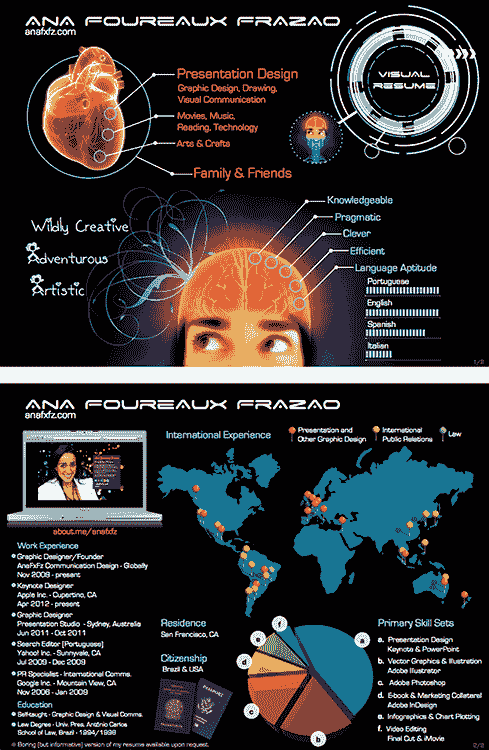 ANA FOUREAUX FRAZAO
anafxfz.com
VISUAL
RESUME
Presentation Design
Graphic Design, Drawing,
Visual Communication
Movies, Music,
Reading, Technology
Arts & Crafts
Family & Friends
Wildly Creative
Adventurous
Artistic
Knowledgeable
Pragmatic
Clever
Efficient
Language Aptitude
Portuguese
English
Spanish
Italian
1/2
ANA FOUREAUX FRAZAO
anafxfz.com
International Experience
Presentation and
Other Graphic Design
International
Public Relations
Law
about.me/anafxfz
Work Experience
Graphic Designer/Founder
AnaFxFz Communication Design - Globally
Nov 2009 - present
Keynote Designer
Apple Inc. - Cupertino, CA
Apr 2012 - present
Graphic Designer
Presentation Studio - Sydney, Australia
Jun 2011 - Oct 2011
Search Editor [Portuguese]
Yahoo! Inc. - Sunnyvale, CA
Jul 2009 - Dec 2009
PR Specialist - International Comms.
Google Inc. - Mountain View, CA
Nov 2006 - Jan 2009
Education
Self-taught - Graphic Design & Visual Comms.
Law Degree - Univ. Pres. Antônio Carlos
School of Law, Brazil - 1994/1998
Boring [but informative] version of my resume available upon request.
Residence
San Francisco, CA
Citizenship
Brazil & USA
PASSPORT
a
b
c
d
e
f
Primary Skill Sets
a. Presentation Design
Keynote & PowerPoint
b. Vector Graphics & Illustration
Adobe Illustrator
c. Adobe Photoshop
d. E-book & Marketing Collateral
Adobe InDesign
e. Infographics & Chart Plotting
f. Video Editing
Final Cut & iMovie
2/2